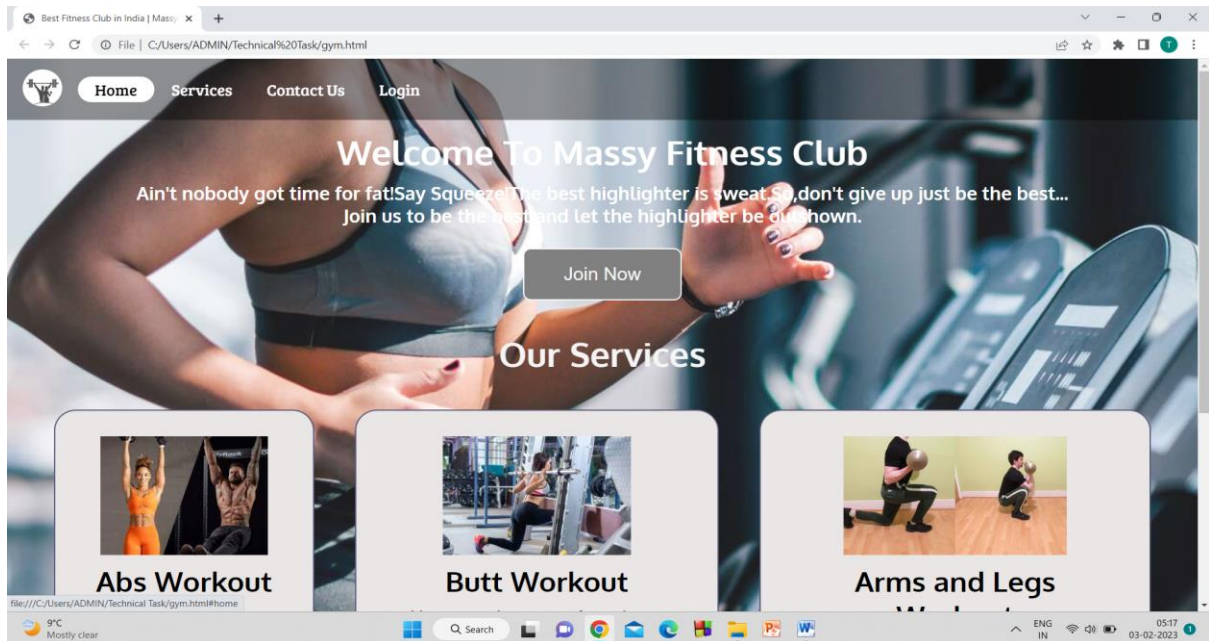 Best Fitness Club in India | Massy
File | C:/Users/ADMIN/Technical%20Task/gym.html
T
Home Services Contact Us Login
Welcome To Massy Fitness Club
Ain't nobody got time for fat!Say Squeeze!The best highlighter is sweat.So,don't give up just be the best...
Join us to be the best and let the highlighter be outshown.
Join Now
Our Services
Abs Workout
Butt Workout
Arms and Legs
file:///C:/Users/ADMIN/Technical Task/gym.html#home
9°C
Mostly clear
Search
ENG
IN
05:17
03-02-2023
1